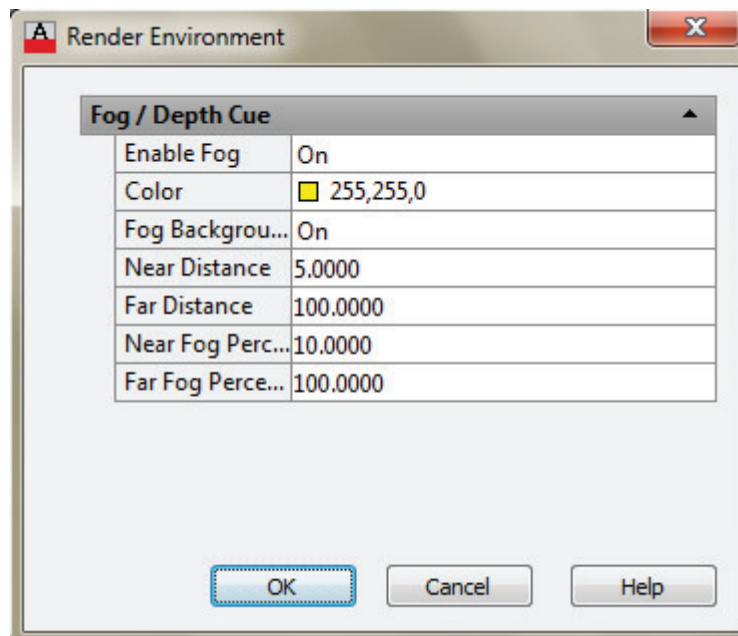 A Render Environment
Fog / Depth Cue
Enable Fog On
Color 255,255,0
Fog Backgrou... On
Near Distance 5.0000
Far Distance 100.0000
Near Fog Perc... 10.0000
Far Fog Perce... 100.0000
OK Cancel Help